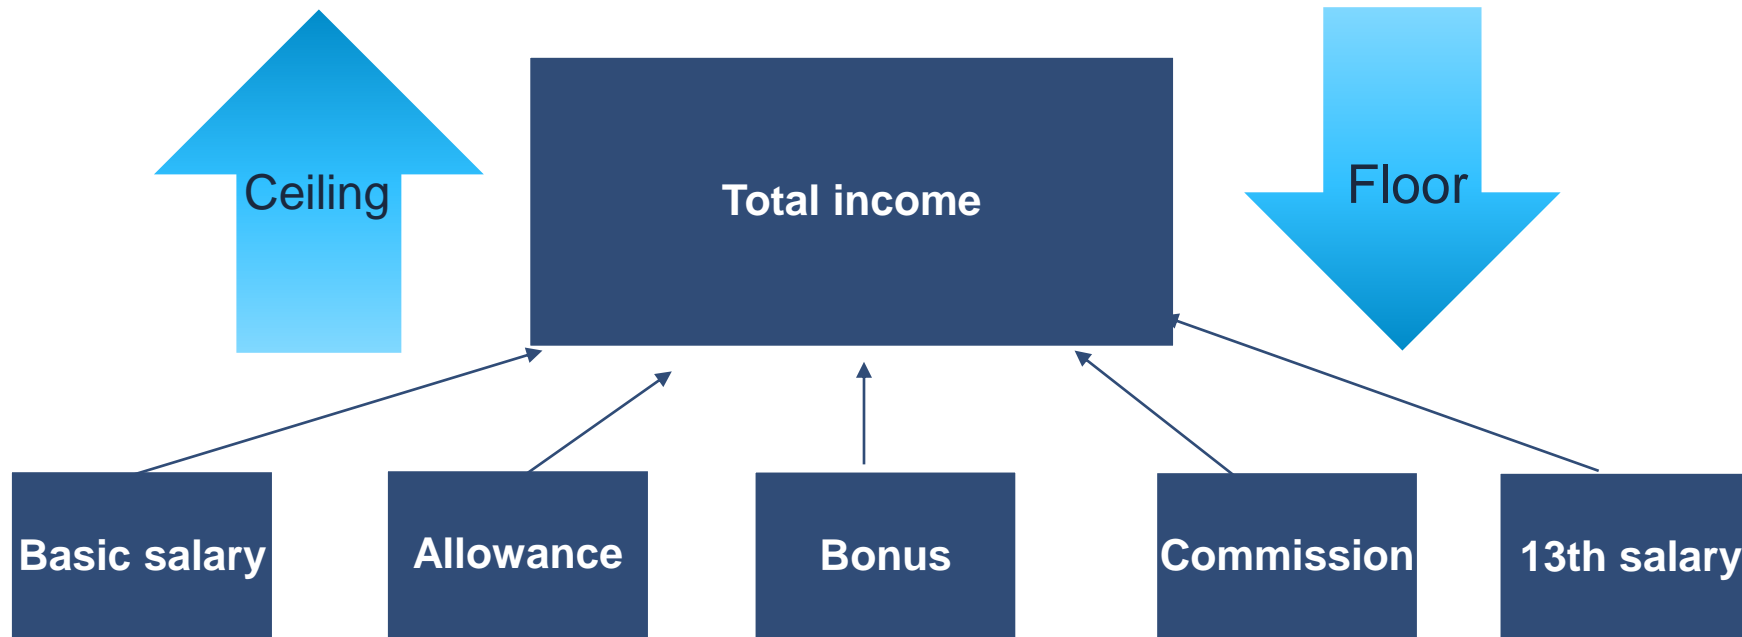 Ceiling
Total income
Floor
Basic salary
Allowance
Bonus
Commission
13th salary